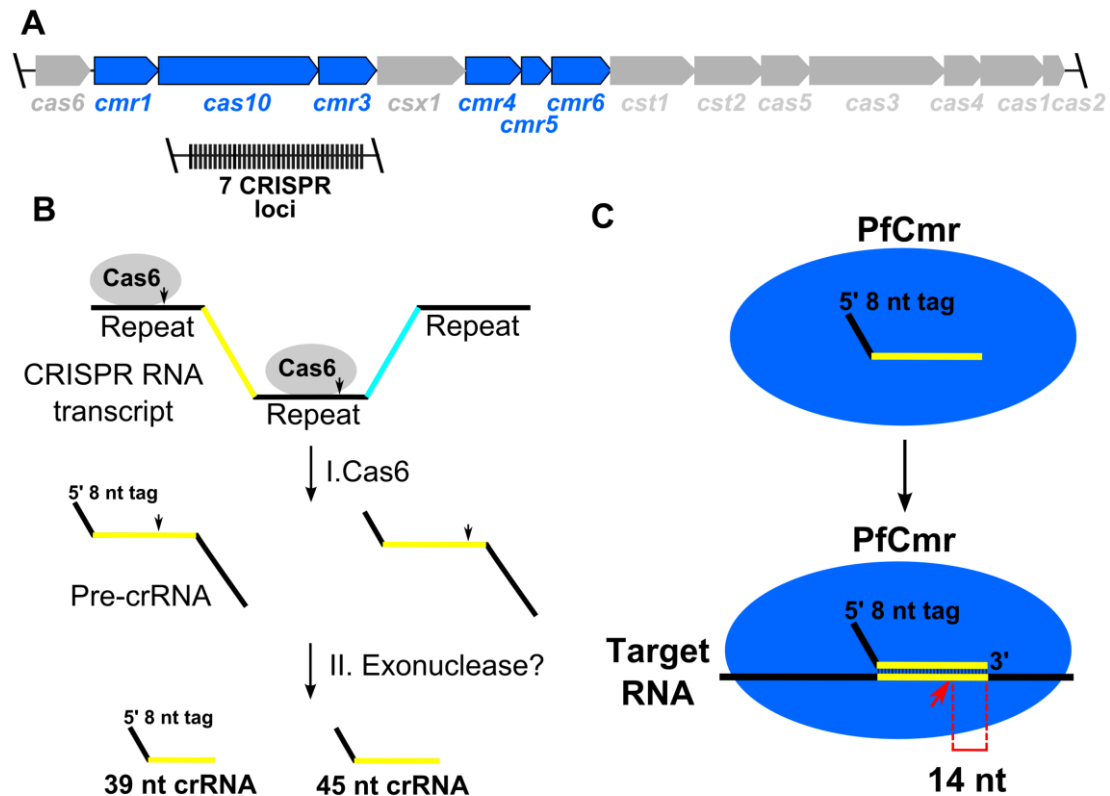 A
cas6 cmr1 cas10 cmr3 csx1 cmr4 cmr5 cmr6 cst1 cst2 cas5 cas3 cas4 cas1 cas2
7 CRISPR
loci
B
Cas6
Repeat
Repeat
CRISPR RNA
transcript
Cas6
Repeat
I.Cas6
5' 8 nt tag
Pre-crRNA
II. Exonuclease?
5' 8 nt tag
39 nt crRNA
45 nt crRNA
C
PfCmr
5' 8 nt tag
PfCmr
5' 8 nt tag
3'
Target
RNA
14 nt